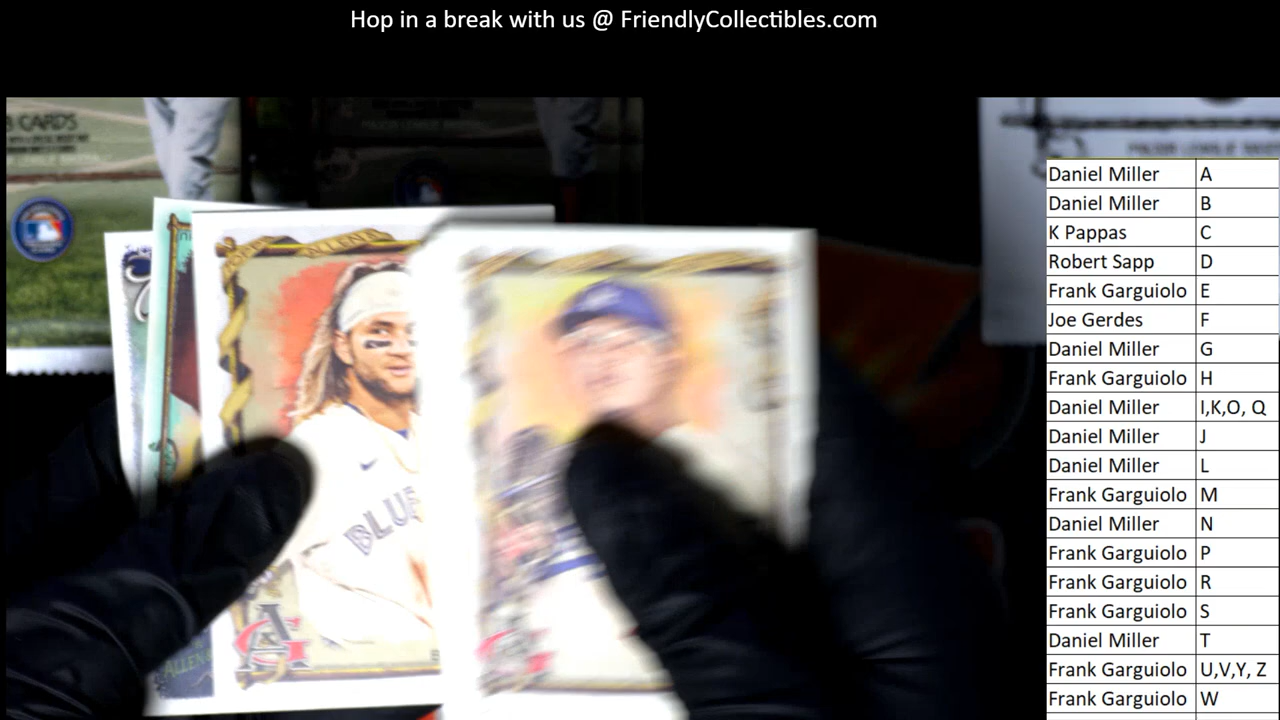 Hop in a break with us @ FriendlyCollectibles.com
CARDS
Daniel Miller A
Daniel Miller B
K Pappas C
Robert Sapp D
Frank Garguiolo E
Joe Gerdes F
Daniel Miller G
Frank Garguiolo H
Daniel Miller I,K,O, Q
Daniel Miller J
Daniel Miller L
Frank Garguiolo M
Daniel Miller N
Frank Garguiolo P
Frank Garguiolo R
Frank Garguiolo S
Daniel Miller T
Frank Garguiolo U,V,Y, Z
Frank Garguiolo W
BLUE
ALLEN